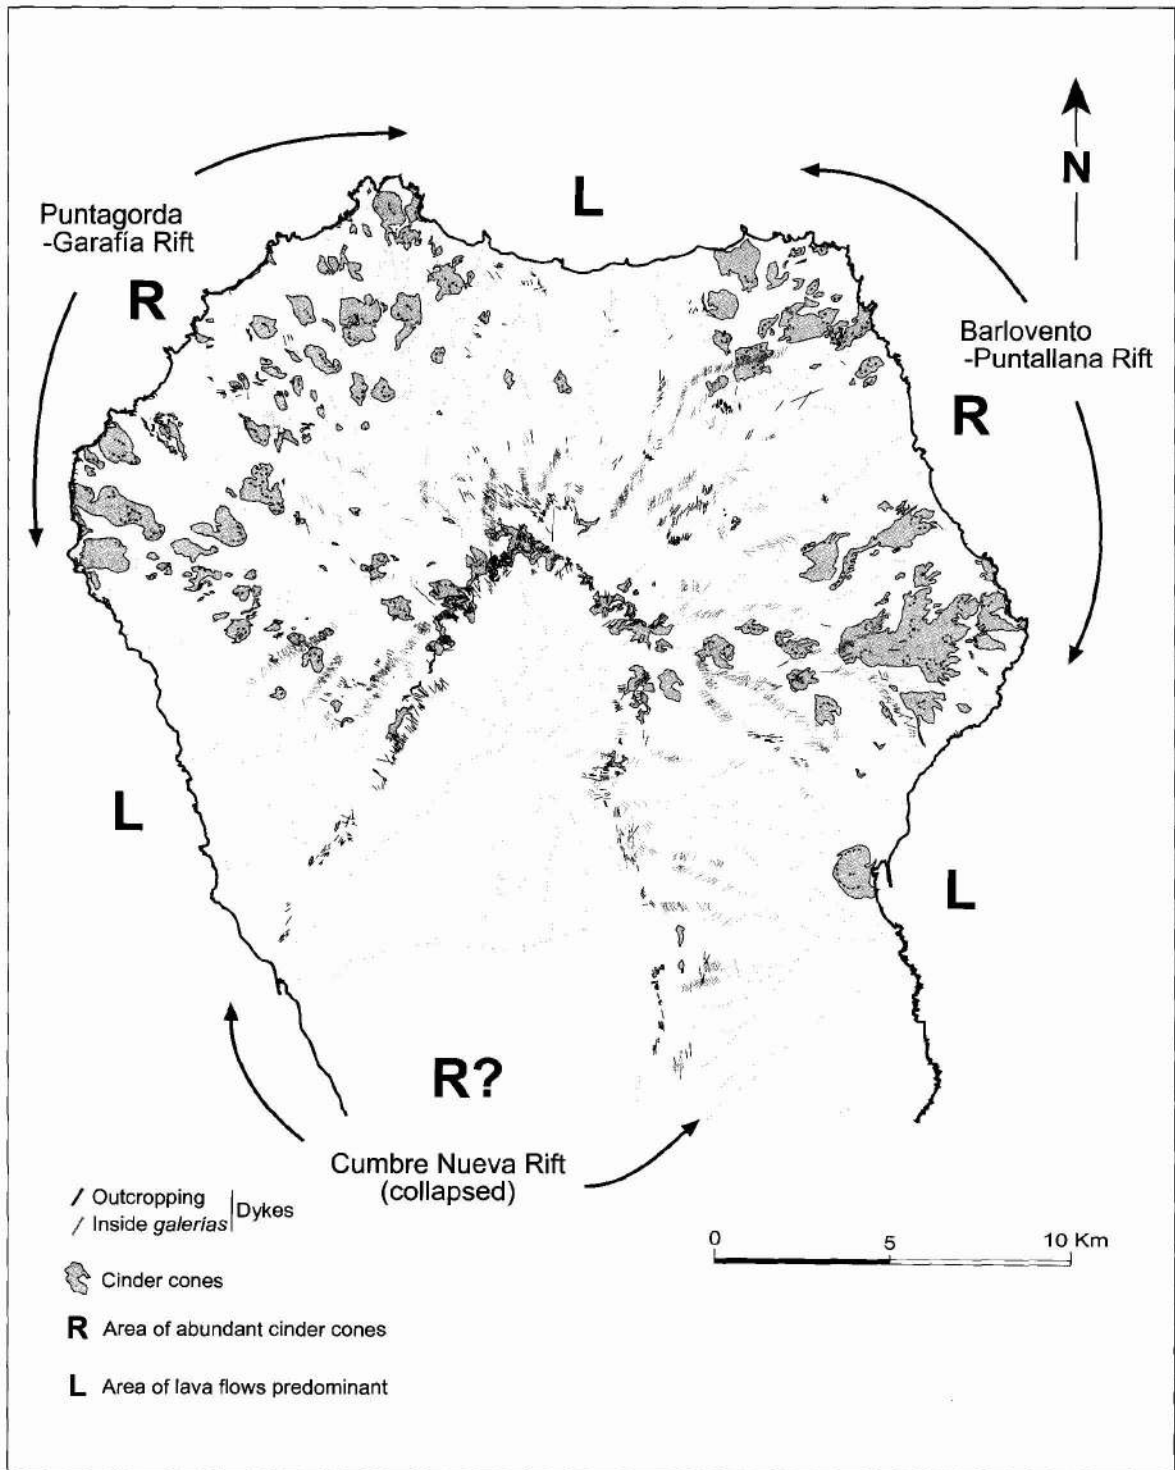 N
L
Puntagorda
-Garafía Rift
R
Barlovento
-Puntallana Rift
R
L
L
R?
Cumbre Nueva Rift
(collapsed)
Outcropping
Inside galerías
Dykes
0 5 10 Km
Cinder cones
R Area of abundant cinder cones
L Area of lava flows predominant